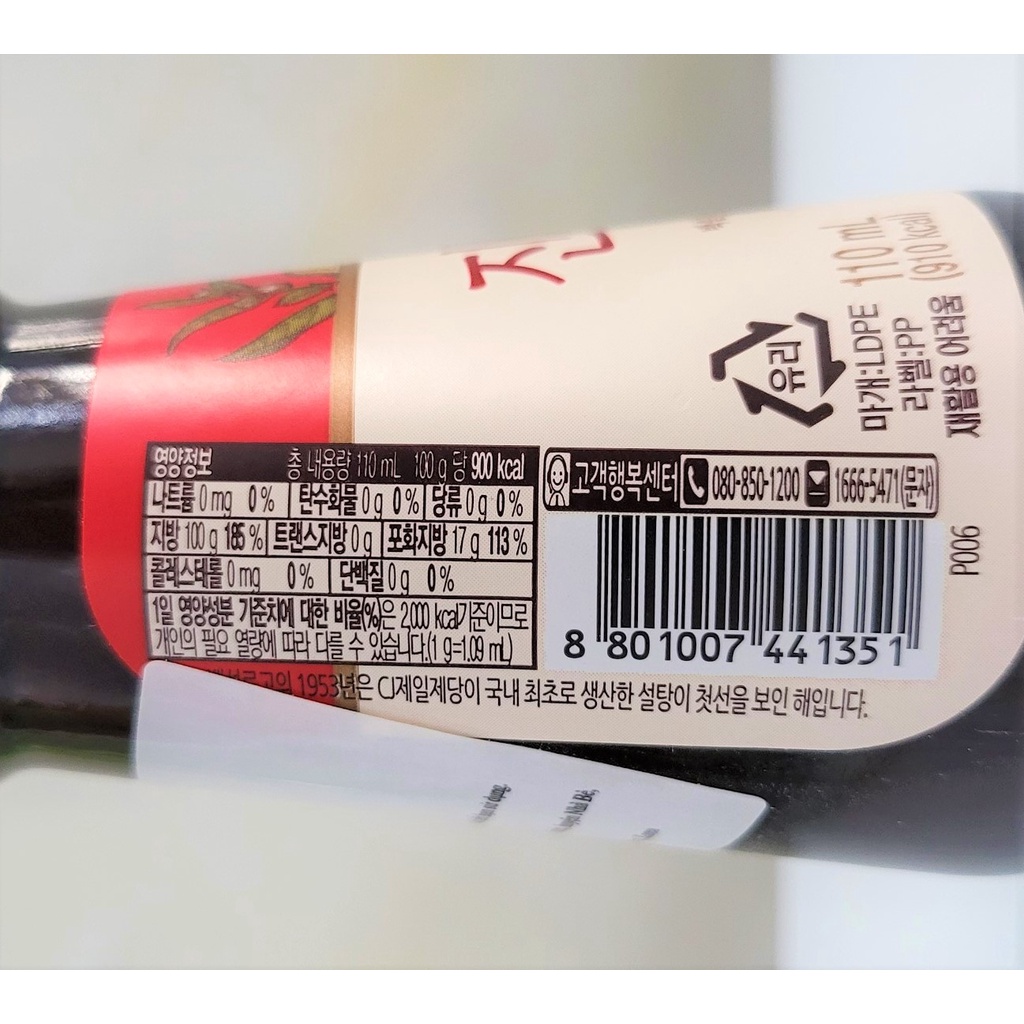 진
110 mL
(910 kcal)
유리
마개:LDPE
라벨:PP
재활용 어려움
영양정보 총 내용량 110 mL 100 g 당 900 kcal
나트륨 0 mg 0 % 탄수화물 0 g 0 % 당류 0 g 0 %
지방 100 g 185 % 트랜스지방 0 g 포화지방 17 g 113 %
콜레스테롤 0 mg 0 % 단백질 0 g 0 %
1일 영양성분 기준치에 대한 비율(%)은 2,000 kcal기준이므로
개인의 필요 열량에 따라 다를 수 있습니다.(1 g=1.09 mL)
고객행복센터 080-850-1200 1666-5471(문자)
8 801007 441351
P006
1953년은 CJ제일제당이 국내 최초로 생산한 설탕이 첫선을 보인 해입니다.
dụng.
Nhà Bè,